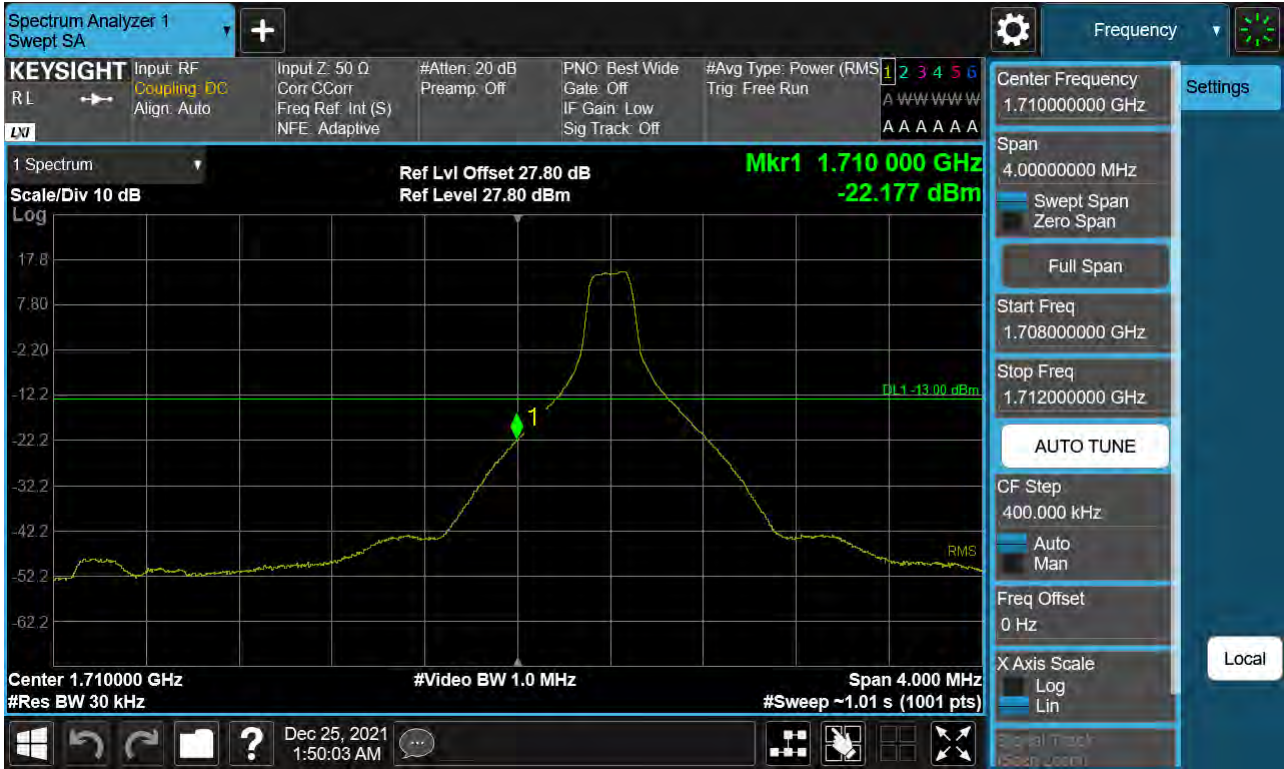 Spectrum Analyzer 1
Swept SA
+
Frequency
KEYSIGHT
R L
LXI
Input: RF
Coupling: DC
Align: Auto
Input Z: 50 Ω
Corr CCorr
Freq Ref: Int (S)
NFE: Adaptive
#Atten: 20 dB
Preamp: Off
PNO: Best Wide
Gate: Off
IF Gain: Low
Sig Track: Off
#Avg Type: Power (RMS
Trig: Free Run
1 2 3 4 5 6
A W W W W W
A A A A A A
1 Spectrum
Scale/Div 10 dB
Log
Ref Lvl Offset 27.80 dB
Ref Level 27.80 dBm
Mkr1 1.710 000 GHz
-22.177 dBm
17.8
7.80
-2.20
-12.2
-22.2
-32.2
-42.2
-52.2
-62.2
DL1 -13.00 dBm
1
RMS
Center 1.710000 GHz
#Res BW 30 kHz
#Video BW 1.0 MHz
Span 4.000 MHz
#Sweep ~1.01 s (1001 pts)
Center Frequency
1.710000000 GHz
Settings
Span
4.00000000 MHz
Swept Span
Zero Span
Full Span
Start Freq
1.708000000 GHz
Stop Freq
1.712000000 GHz
AUTO TUNE
CF Step
400.000 kHz
Auto
Man
Freq Offset
0 Hz
X Axis Scale
Log
Lin
Local
Signal Track
(Span Zoom)
?
Dec 25, 2021
1:50:03 AM